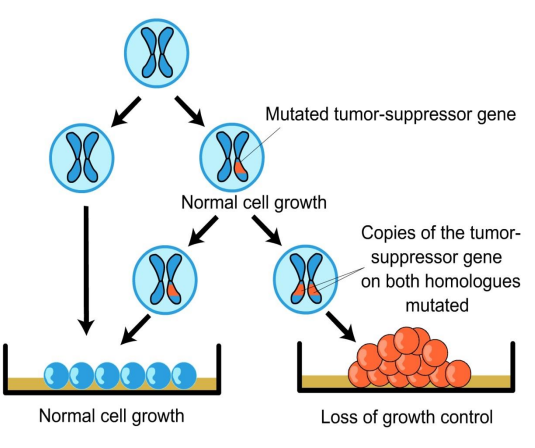 Mutated tumor-suppressor gene
Normal cell growth
Copies of the tumor-
suppressor gene
on both homologues
mutated
Normal cell growth
Loss of growth control